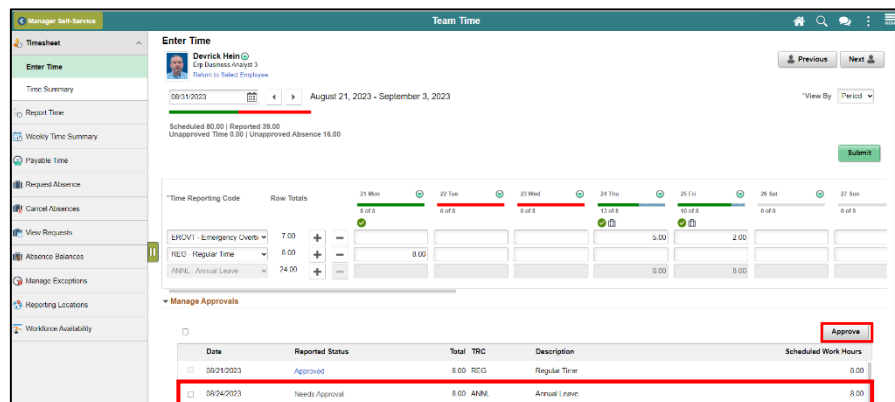 Manager Self-Service
Team Time
Timesheet
Enter Time
Time Summary
Report Time
Weekly Time Summary
Payable Time
Request Absence
Cancel Absences
View Requests
Absence Balances
Manage Exceptions
Reporting Locations
Workforce Availability
Enter Time
Devrick Hein
Erp Business Analyst 3
Return to Select Employee
Previous Next
08/31/2023 August 21, 2023 - September 3, 2023 *View By Period
Scheduled 80.00 | Reported 39.00
Unapproved Time 0.00 | Unapproved Absence 16.00
Submit
*Time Reporting Code Row Totals 21 Mon 22 Tue 23 Wed 24 Thu 25 Fri 26 Sat 27 Sun
8 of 8 0 of 8 0 of 8 13 of 8 10 of 8 0 of 0 0 of 0
EROVT - Emergency Overti 7.00 5.00 2.00
REG - Regular Time 8.00 8.00
ANNL - Annual Leave 24.00 8.00 8.00
Manage Approvals
Approve
Date Reported Status Total TRC Description Scheduled Work Hours
08/21/2023 Approved 8.00 REG Regular Time 8.00
08/24/2023 Needs Approval 8.00 ANNL Annual Leave 8.00